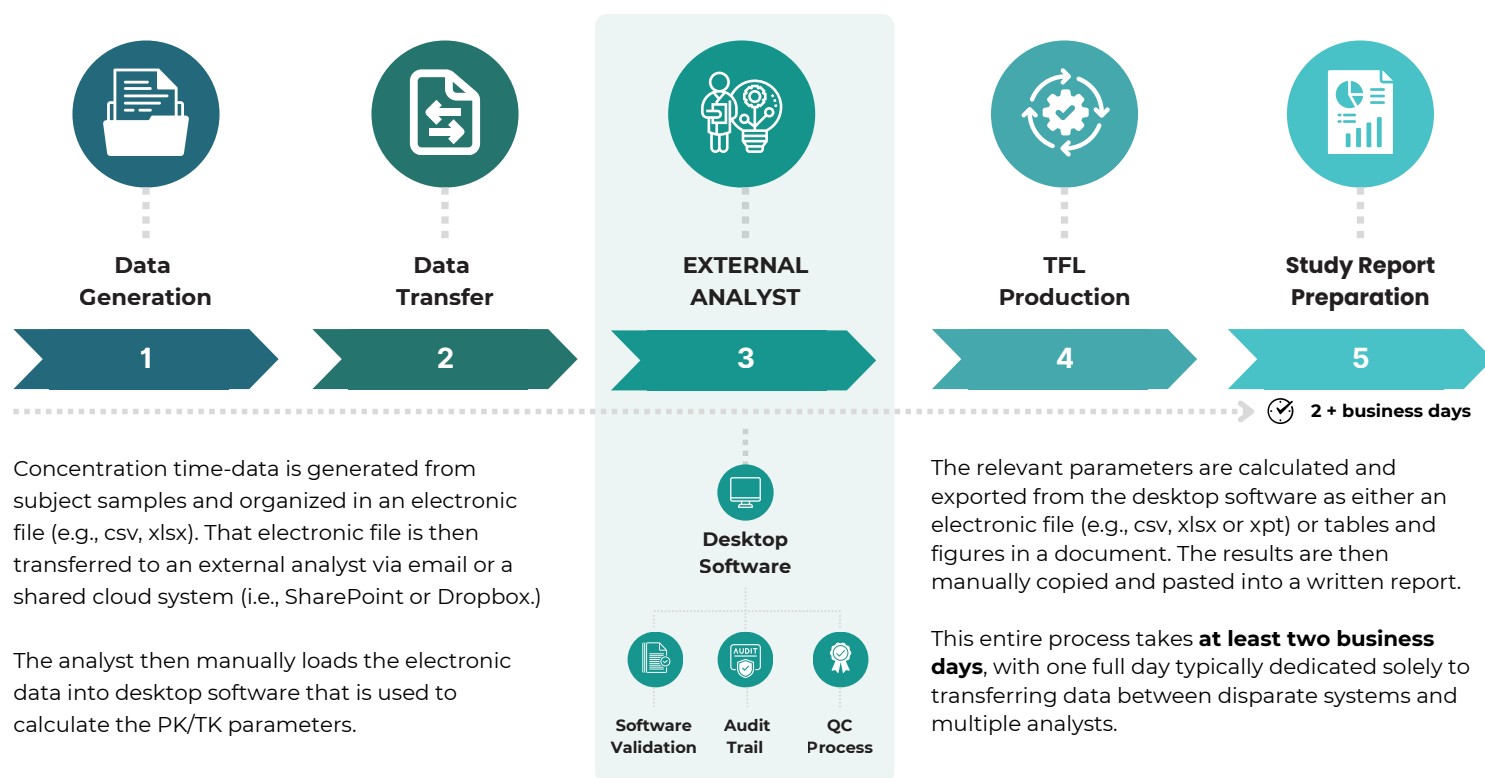 Data
Generation
Data
Transfer
EXTERNAL
ANALYST
TFL
Production
Study Report
Preparation
1
2
3
4
5
2 + business days
Concentration time-data is generated from
subject samples and organized in an electronic
file (e.g., csv, xlsx). That electronic file is then
transferred to an external analyst via email or a
shared cloud system (i.e., SharePoint or Dropbox.)
The analyst then manually loads the electronic
data into desktop software that is used to
calculate the PK/TK parameters.
Desktop
Software
AUDIT
Software
Validation
Audit
Trail
QC
Process
The relevant parameters are calculated and
exported from the desktop software as either an
electronic file (e.g., csv, xlsx or xpt) or tables and
figures in a document. The results are then
manually copied and pasted into a written report.
This entire process takes at least two business
days, with one full day typically dedicated solely to
transferring data between disparate systems and
multiple analysts.